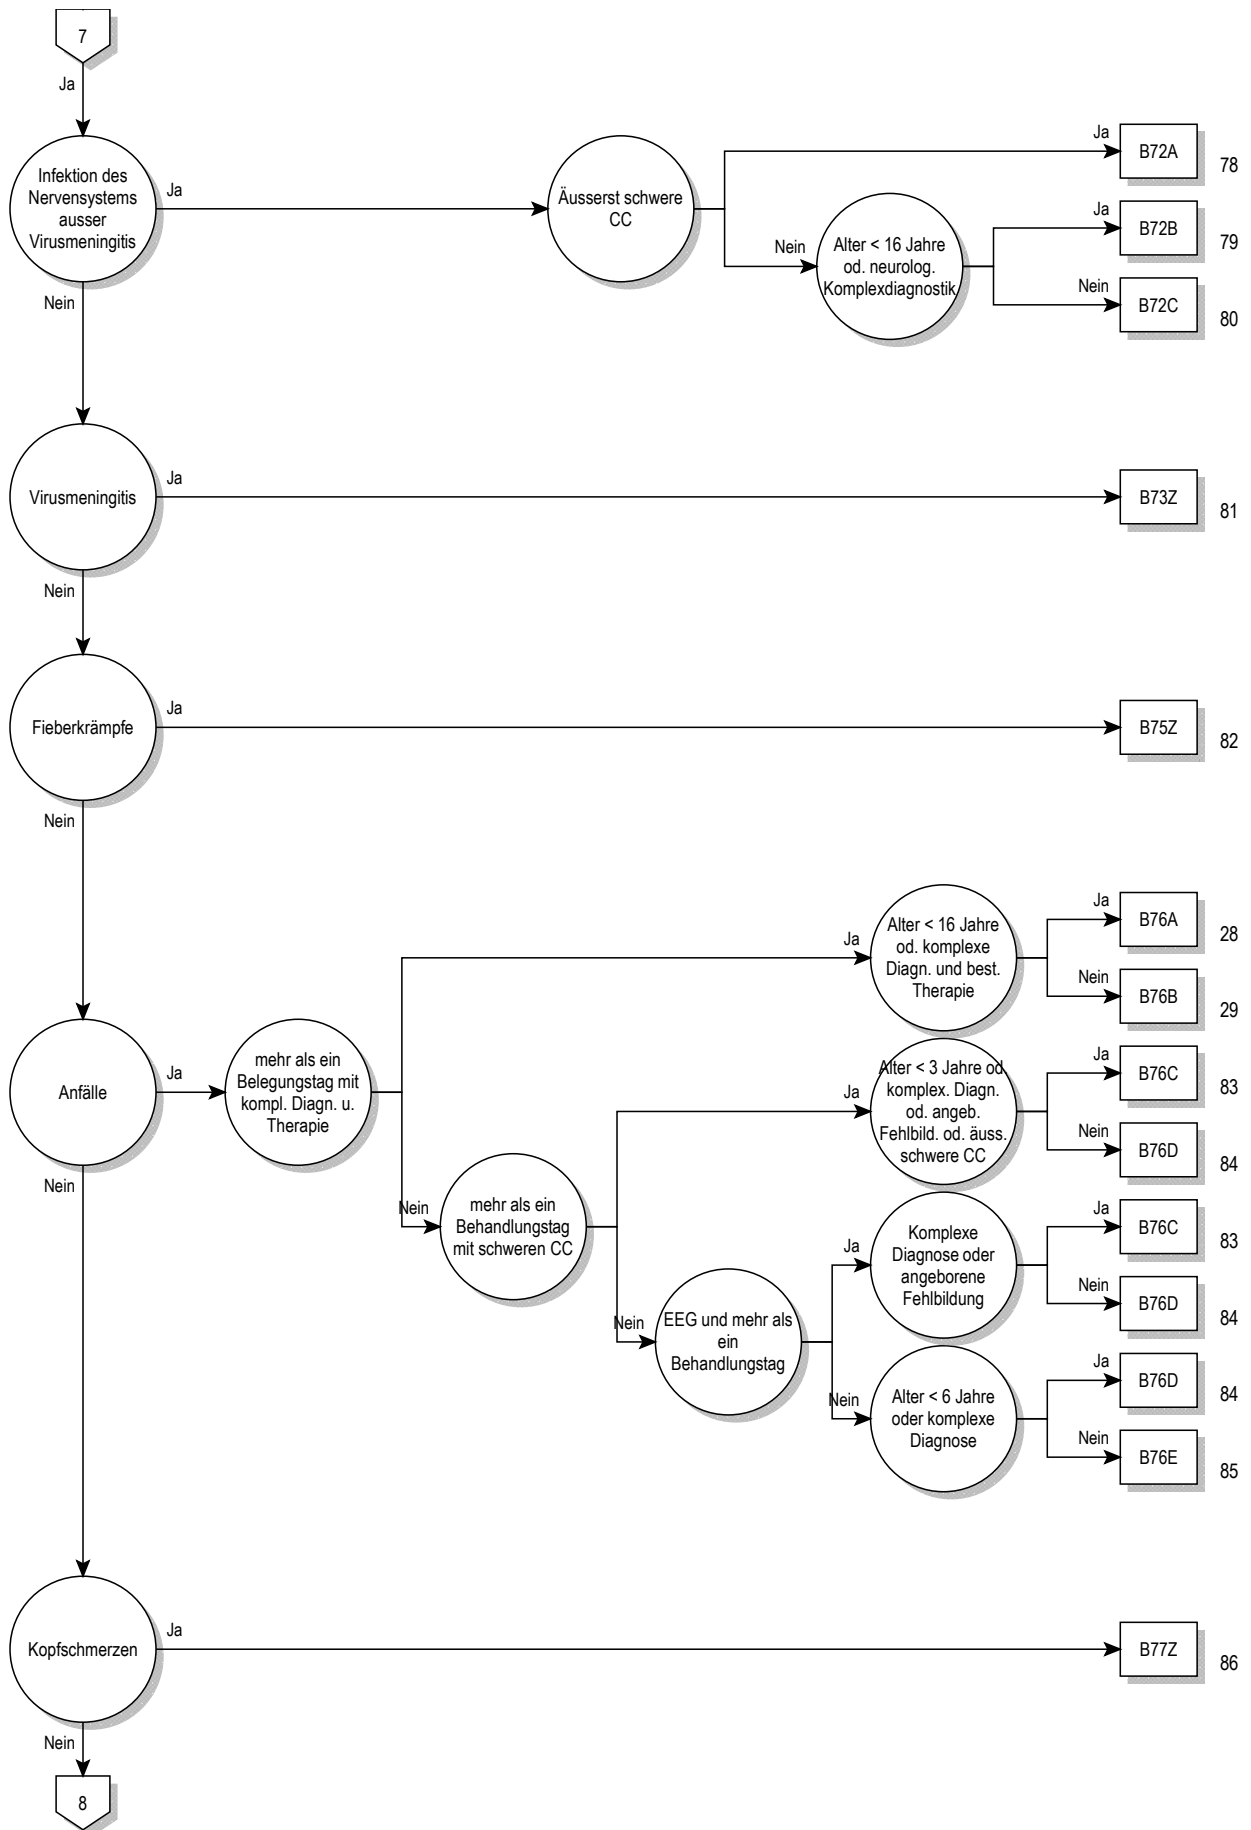 7
Ja
Infektion des
Nervensystems
ausser
Virusmeningitis
Ja
Äusserst schwere
CC
Ja
B72A
78
Nein
Alter < 16 Jahre
od. neurolog.
Komplexdiagnostik
Ja
B72B
79
Nein
B72C
80
Nein
Virusmeningitis
Ja
B73Z
81
Nein
Fieberkrämpfe
Ja
B75Z
82
Nein
Anfälle
Ja
mehr als ein
Belegungstag mit
kompl. Diagn. u.
Therapie
Ja
Alter < 16 Jahre
od. komplexe
Diagn. und best.
Therapie
Ja
B76A
28
Nein
B76B
29
Nein
mehr als ein
Behandlungstag
mit schweren CC
Ja
Alter < 3 Jahre od.
komplex. Diagn.
od. angeb.
Fehlbild. od. äuss.
schwere CC
Ja
B76C
83
Nein
B76D
84
Nein
EEG und mehr als
ein
Behandlungstag
Ja
Komplexe
Diagnose oder
angeborene
Fehlbildung
Ja
B76C
83
Nein
B76D
84
Nein
Alter < 6 Jahre
oder komplexe
Diagnose
Ja
B76D
84
Nein
B76E
85
Nein
Kopfschmerzen
Ja
B77Z
86
Nein
8